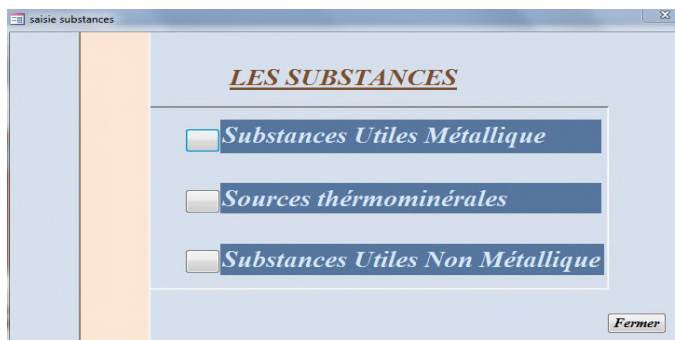 saisie substances
LES SUBSTANCES
Substances Utiles Métallique
Sources thérmominérales
Substances Utiles Non Métallique
Fermer